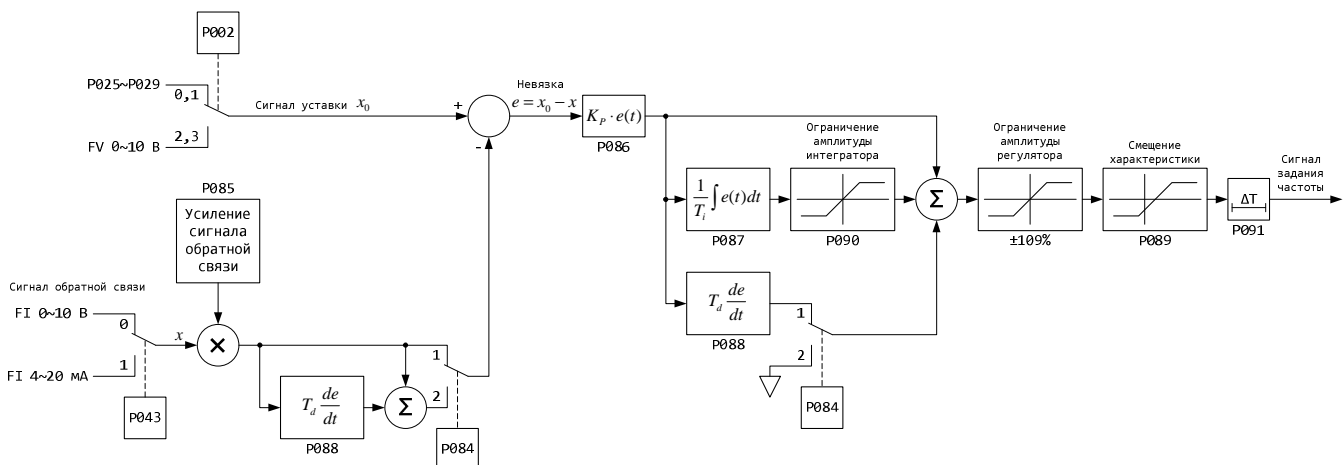 P002
P025~P029
0,1
2,3
FV 0~10 В
Сигнал уставки x₀
+
-
Невязка
e = x₀ − x
K_P · e(t)
P086
P085
Усиление
сигнала
обратной
связи
Сигнал обратной связи
FI 0~10 В
0
1
FI 4~20 мА
P043
x
×
T_d de/dt
P088
Σ
1
2
P084
1/T_i ∫ e(t)dt
P087
Ограничение
амплитуды
интегратора
P090
T_d de/dt
P088
1
2
P084
Σ
Ограничение
амплитуды
регулятора
±109%
Смещение
характеристики
P089
ΔT
P091
Сигнал
задания
частоты